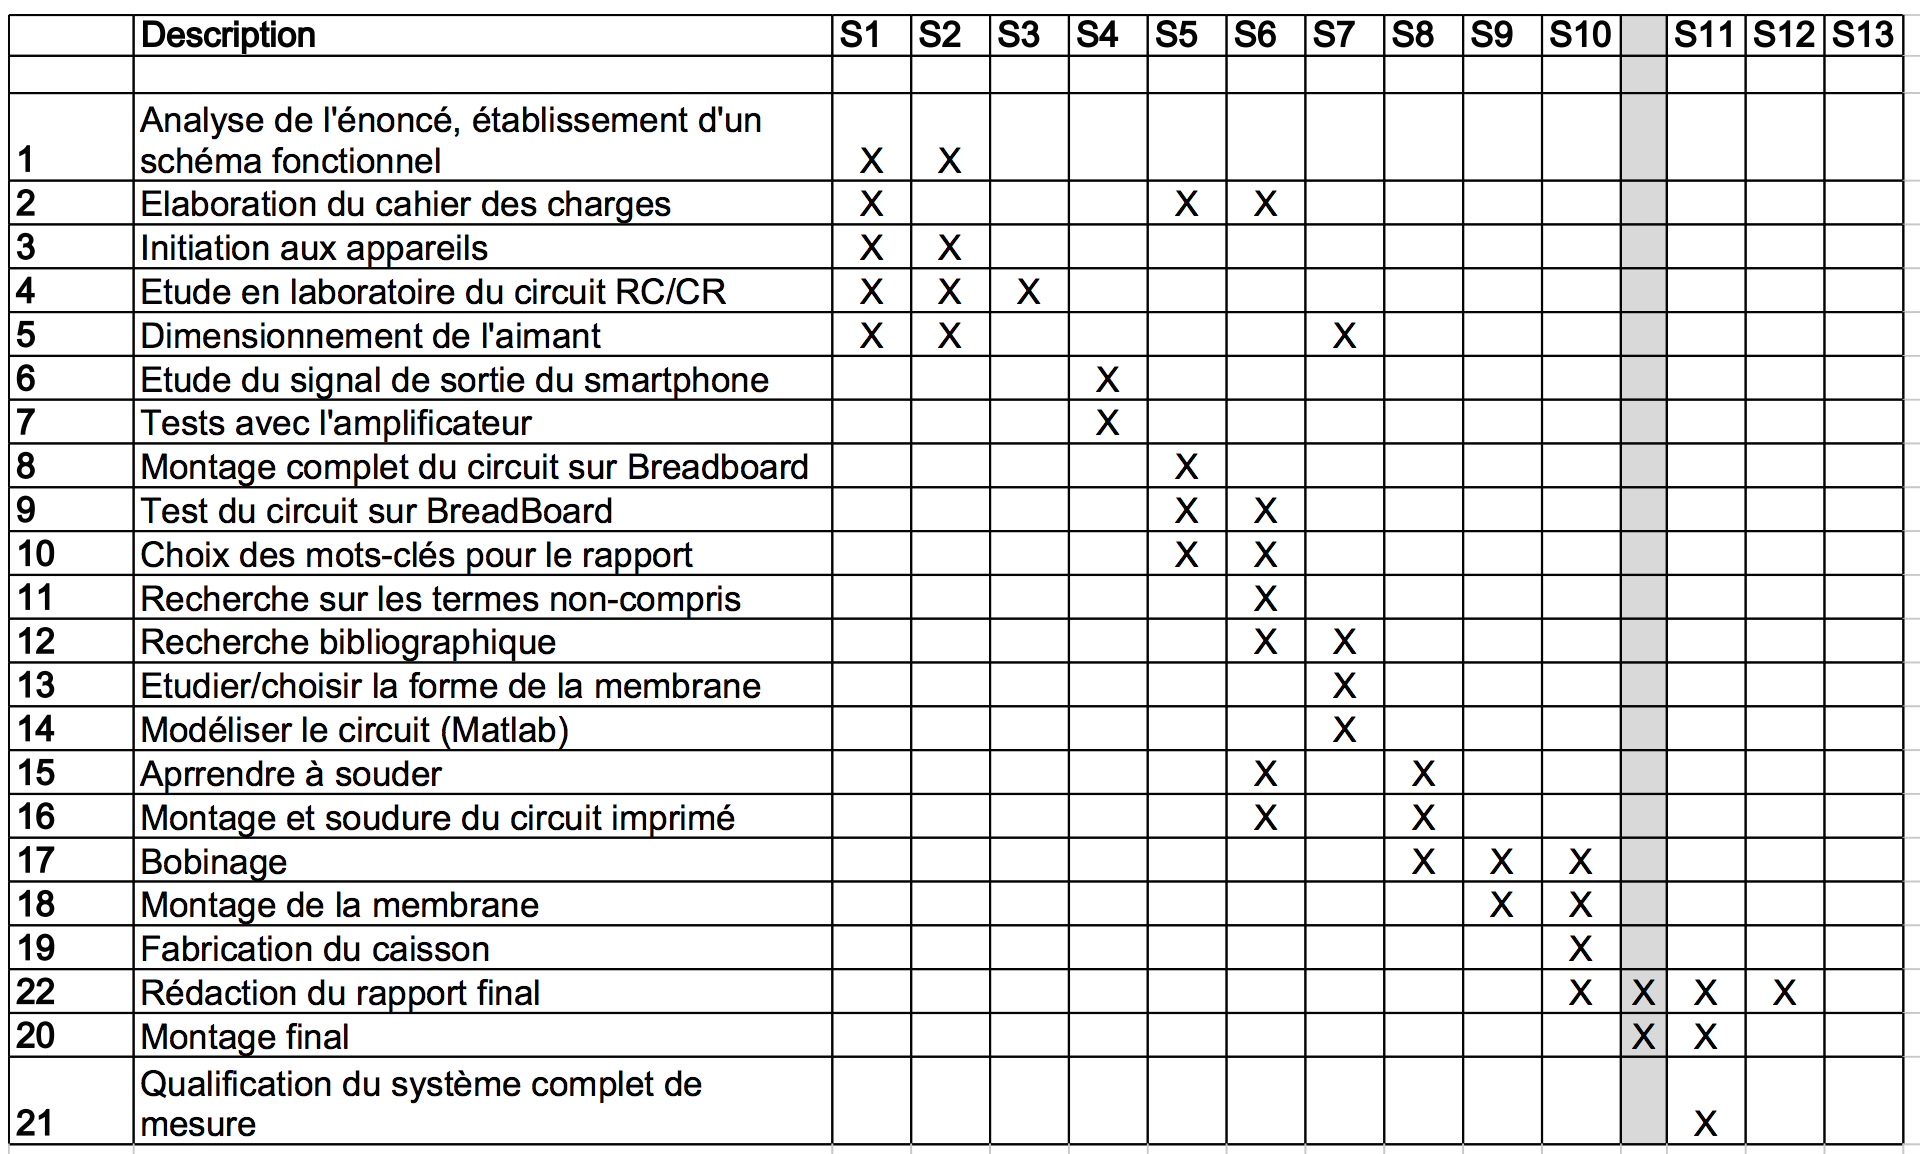 Description S1 S2 S3 S4 S5 S6 S7 S8 S9 S10 S11 S12 S13
Analyse de l'énoncé, établissement d'un
1 schéma fonctionnel X X
2 Elaboration du cahier des charges X X X
3 Initiation aux appareils X X
4 Etude en laboratoire du circuit RC/CR X X X
5 Dimensionnement de l'aimant X X X
6 Etude du signal de sortie du smartphone X
7 Tests avec l'amplificateur X
8 Montage complet du circuit sur Breadboard X
9 Test du circuit sur BreadBoard X X
10 Choix des mots-clés pour le rapport X X
11 Recherche sur les termes non-compris X
12 Recherche bibliographique X X
13 Etudier/choisir la forme de la membrane X
14 Modéliser le circuit (Matlab) X
15 Aprrendre à souder X X
16 Montage et soudure du circuit imprimé X X
17 Bobinage X X X
18 Montage de la membrane X X
19 Fabrication du caisson X
22 Rédaction du rapport final X X X X
20 Montage final X X
Qualification du système complet de
21 mesure X